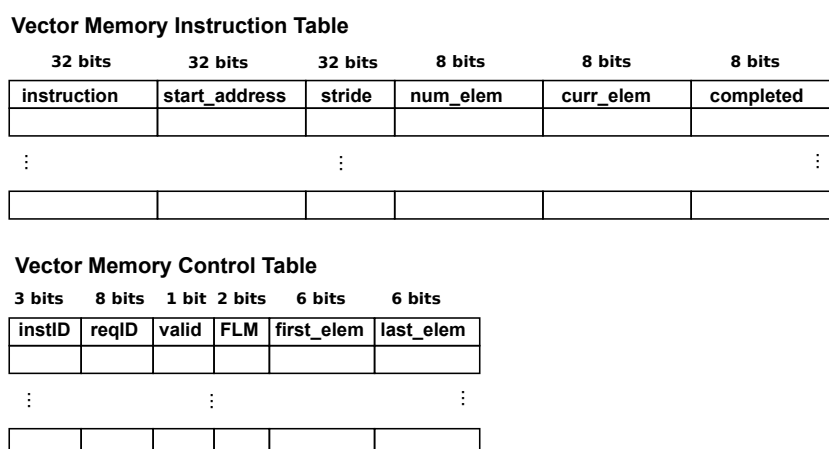 Vector Memory Instruction Table
32 bits 32 bits 32 bits 8 bits 8 bits 8 bits
instruction start_address stride num_elem curr_elem completed
Vector Memory Control Table
3 bits 8 bits 1 bit 2 bits 6 bits 6 bits
instID reqID valid FLM first_elem last_elem